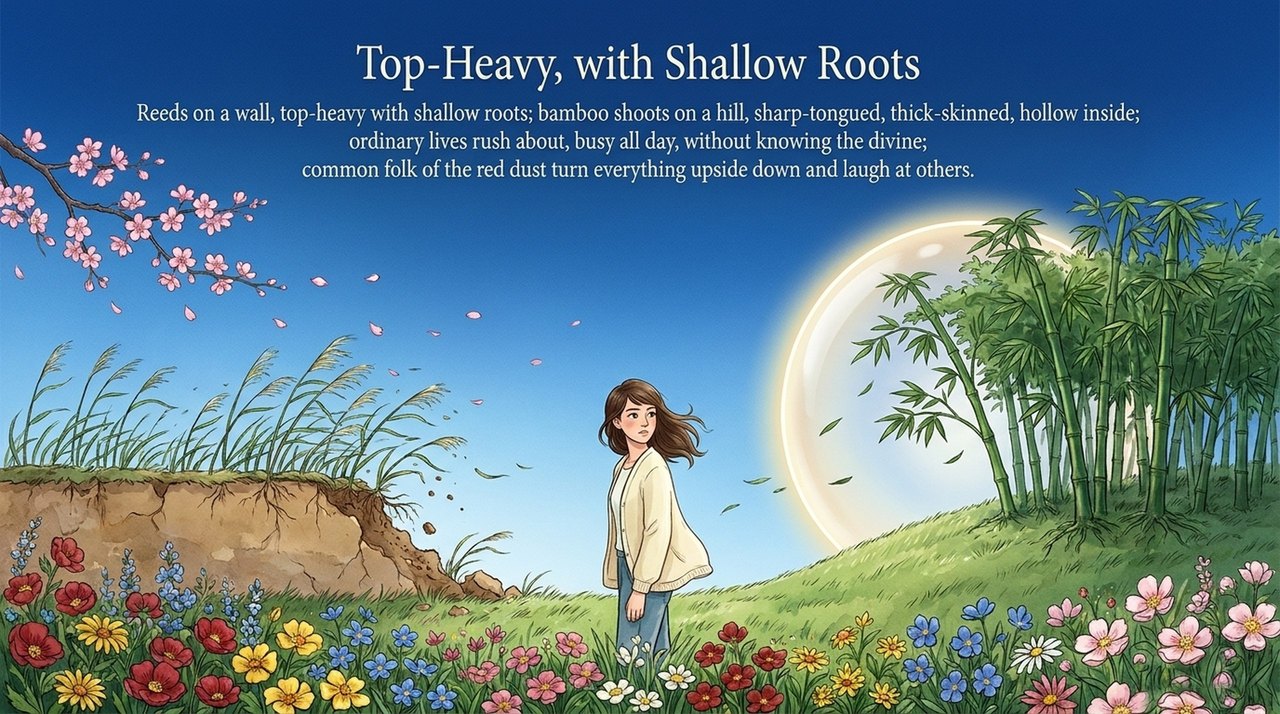 Top-Heavy, with Shallow Roots
Reeds on a wall, top-heavy with shallow roots; bamboo shoots on a hill, sharp-tongued, thick-skinned, hollow inside;
ordinary lives rush about, busy all day, without knowing the divine;
common folk of the red dust turn everything upside down and laugh at others.